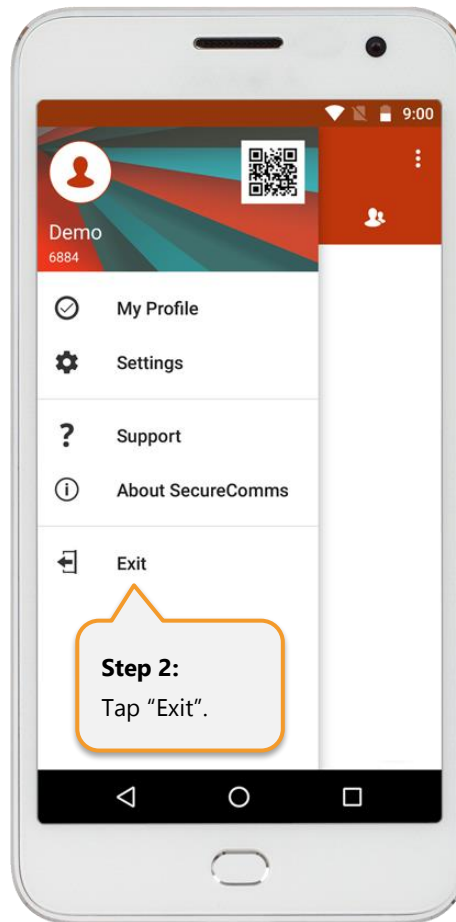 9:00
Demo
6884
My Profile
Settings
Support
About SecureComms
Exit
Step 2:
Tap “Exit”.